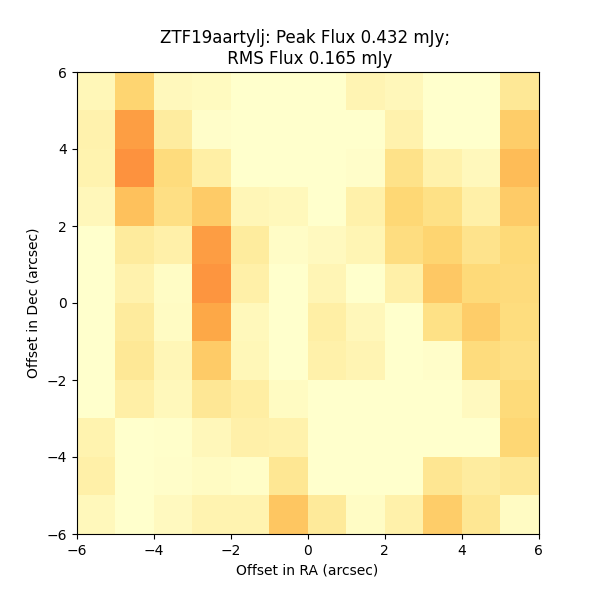 ZTF19aartylj: Peak Flux 0.432 mJy;
RMS Flux 0.165 mJy
6
4
2
0
−2
−4
−6
Offset in Dec (arcsec)
−6 −4 −2 0 2 4 6
Offset in RA (arcsec)